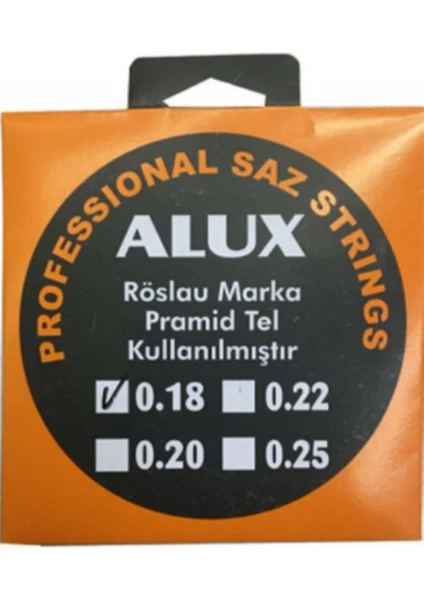 PROFESSIONAL SAZ STRINGS
ALUX
Röslau Marka
Pramid Tel
Kullanılmıştır
0.18 0.22
0.20 0.25